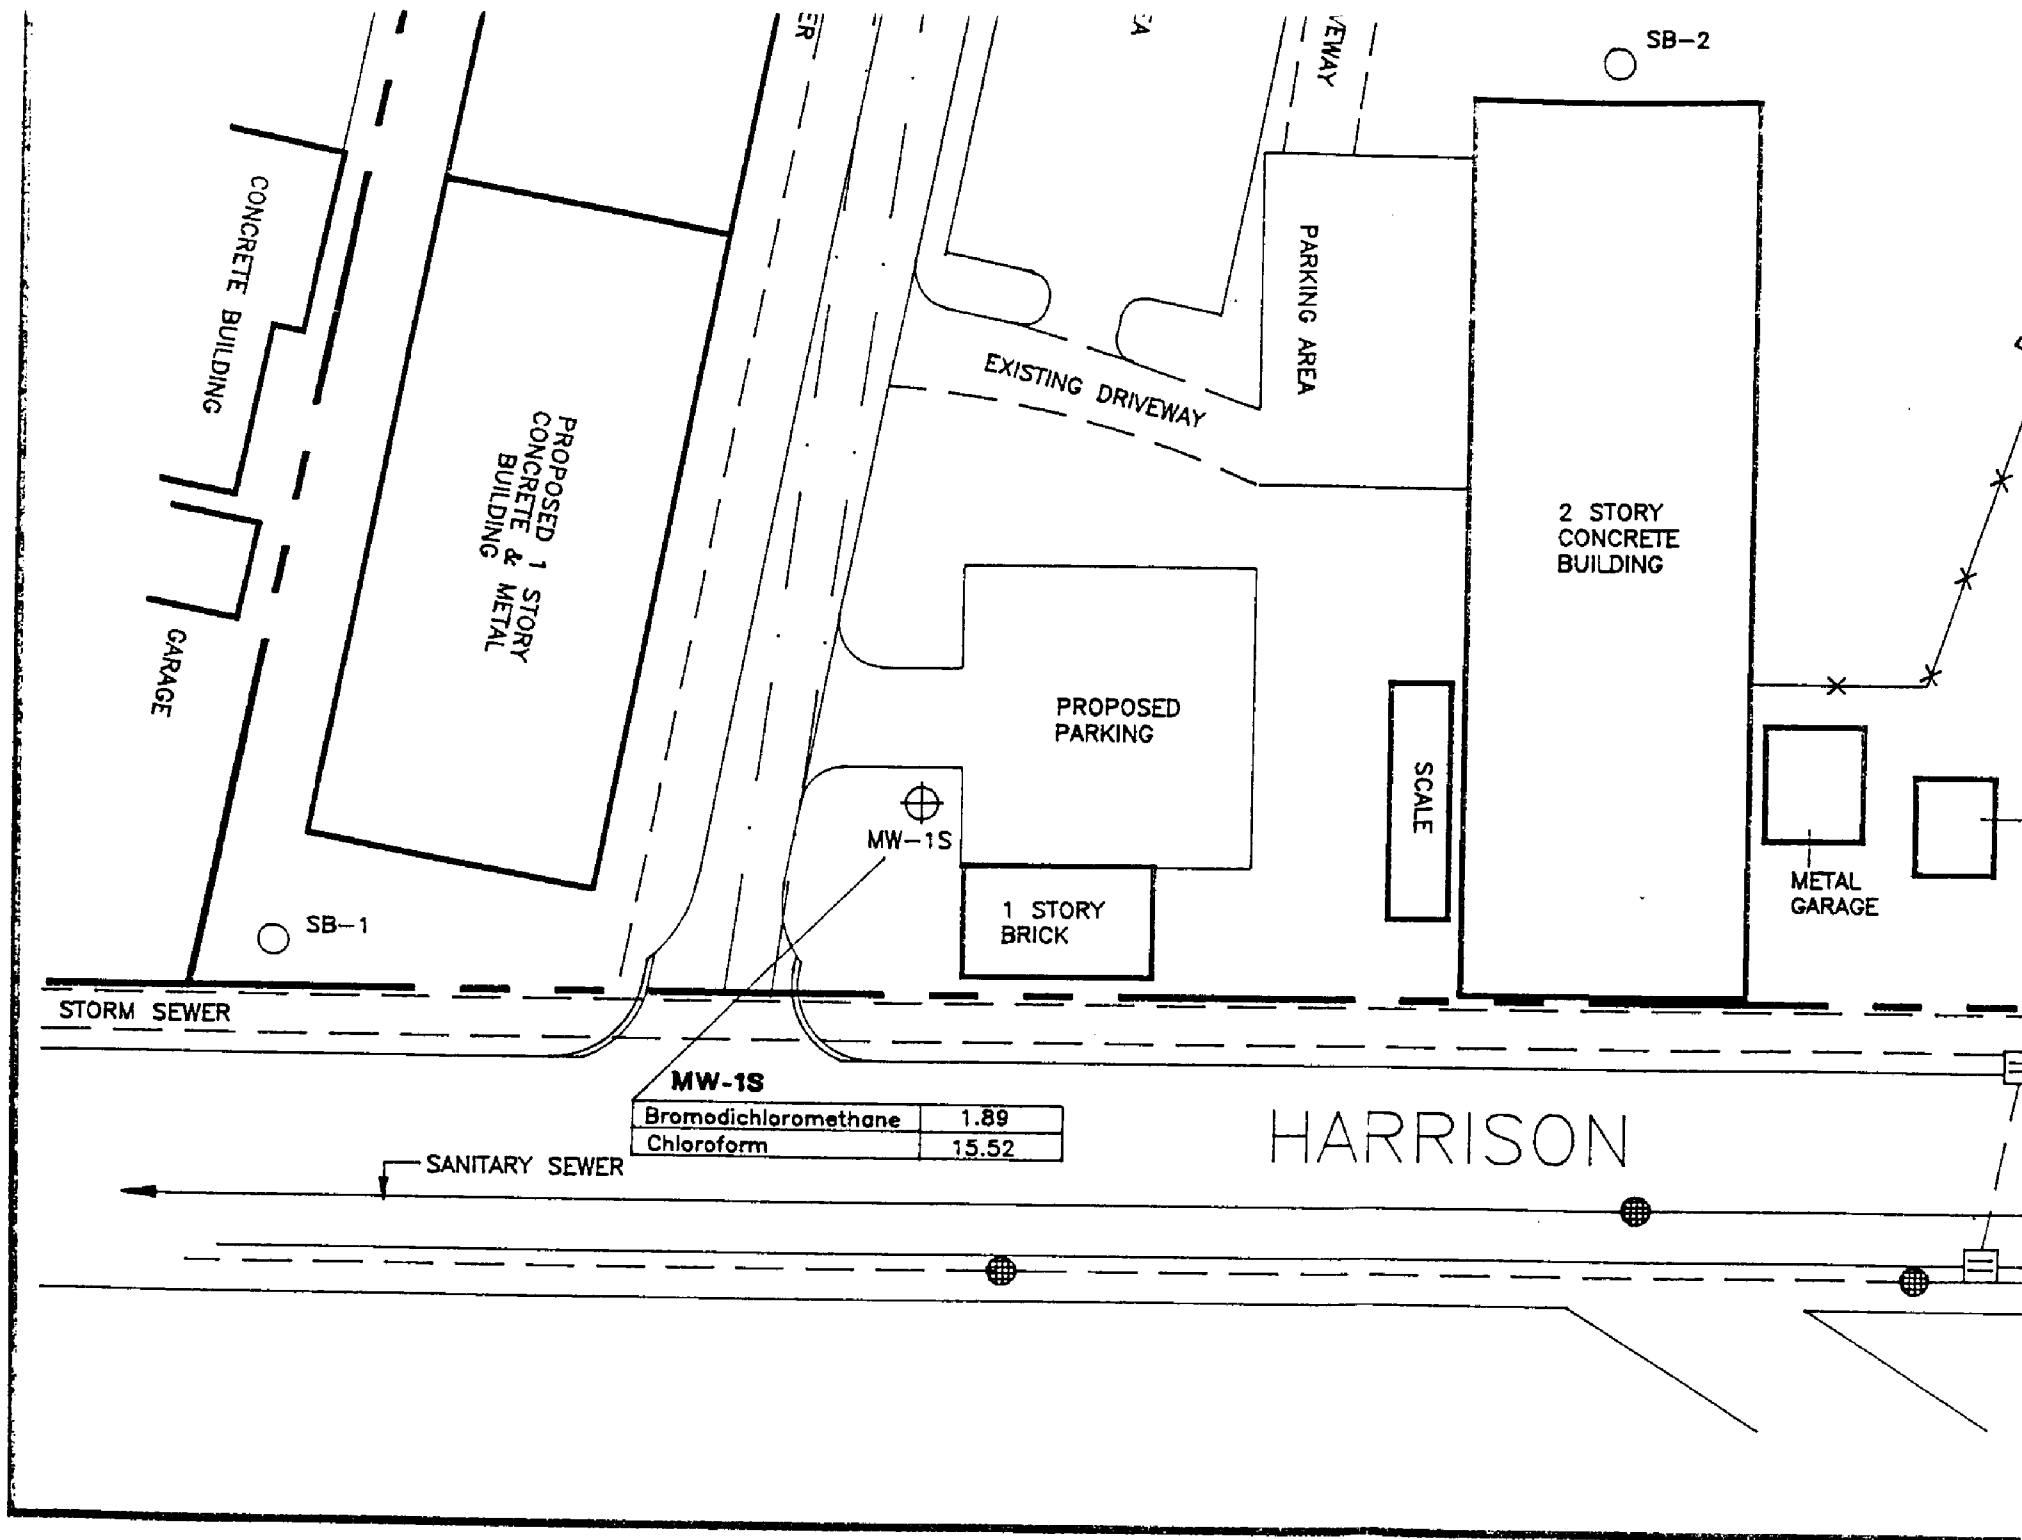 SB-2
CONCRETE BUILDING
PARKING AREA
EXISTING DRIVEWAY
PROPOSED 1 STORY
CONCRETE & METAL
BUILDING
2 STORY
CONCRETE
BUILDING
GARAGE
PROPOSED
PARKING
SCALE
MW-1S
METAL
GARAGE
1 STORY
BRICK
SB-1
STORM SEWER
MW-1S
Bromodichloromethane 1.89
Chloroform 15.52
HARRISON
SANITARY SEWER